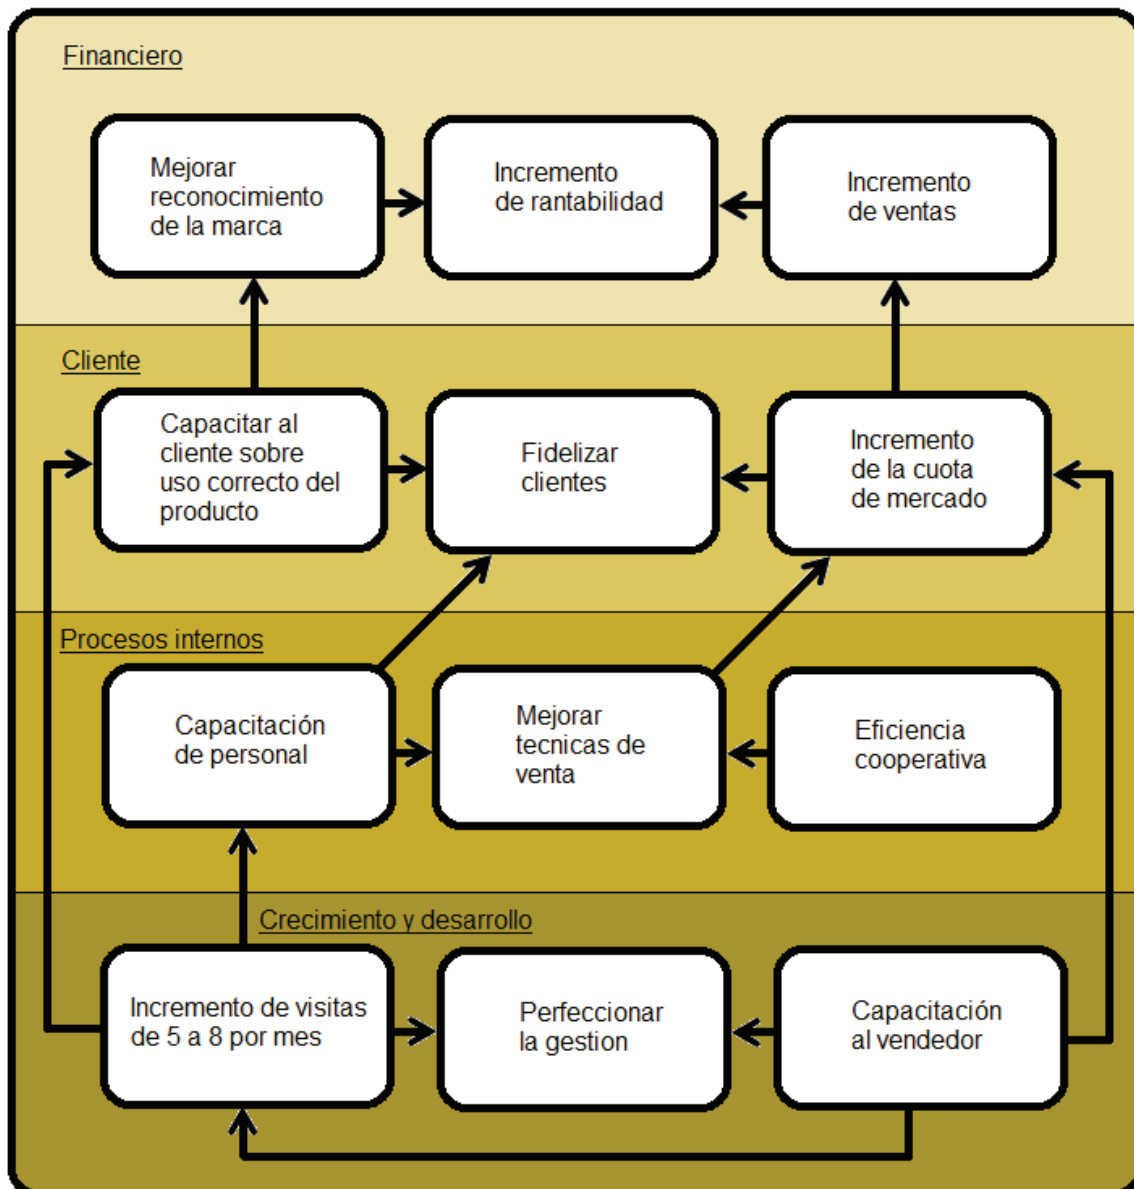 Financiero
Mejorar
reconocimiento
de la marca
Incremento
de rantabilidad
Incremento
de ventas
Cliente
Capacitar al
cliente sobre
uso correcto del
producto
Fidelizar
clientes
Incremento
de la cuota
de mercado
Procesos internos
Capacitación
de personal
Mejorar
tecnicas de
venta
Eficiencia
cooperativa
Crecimiento y desarrollo
Incremento de visitas
de 5 a 8 por mes
Perfeccionar
la gestion
Capacitación
al vendedor